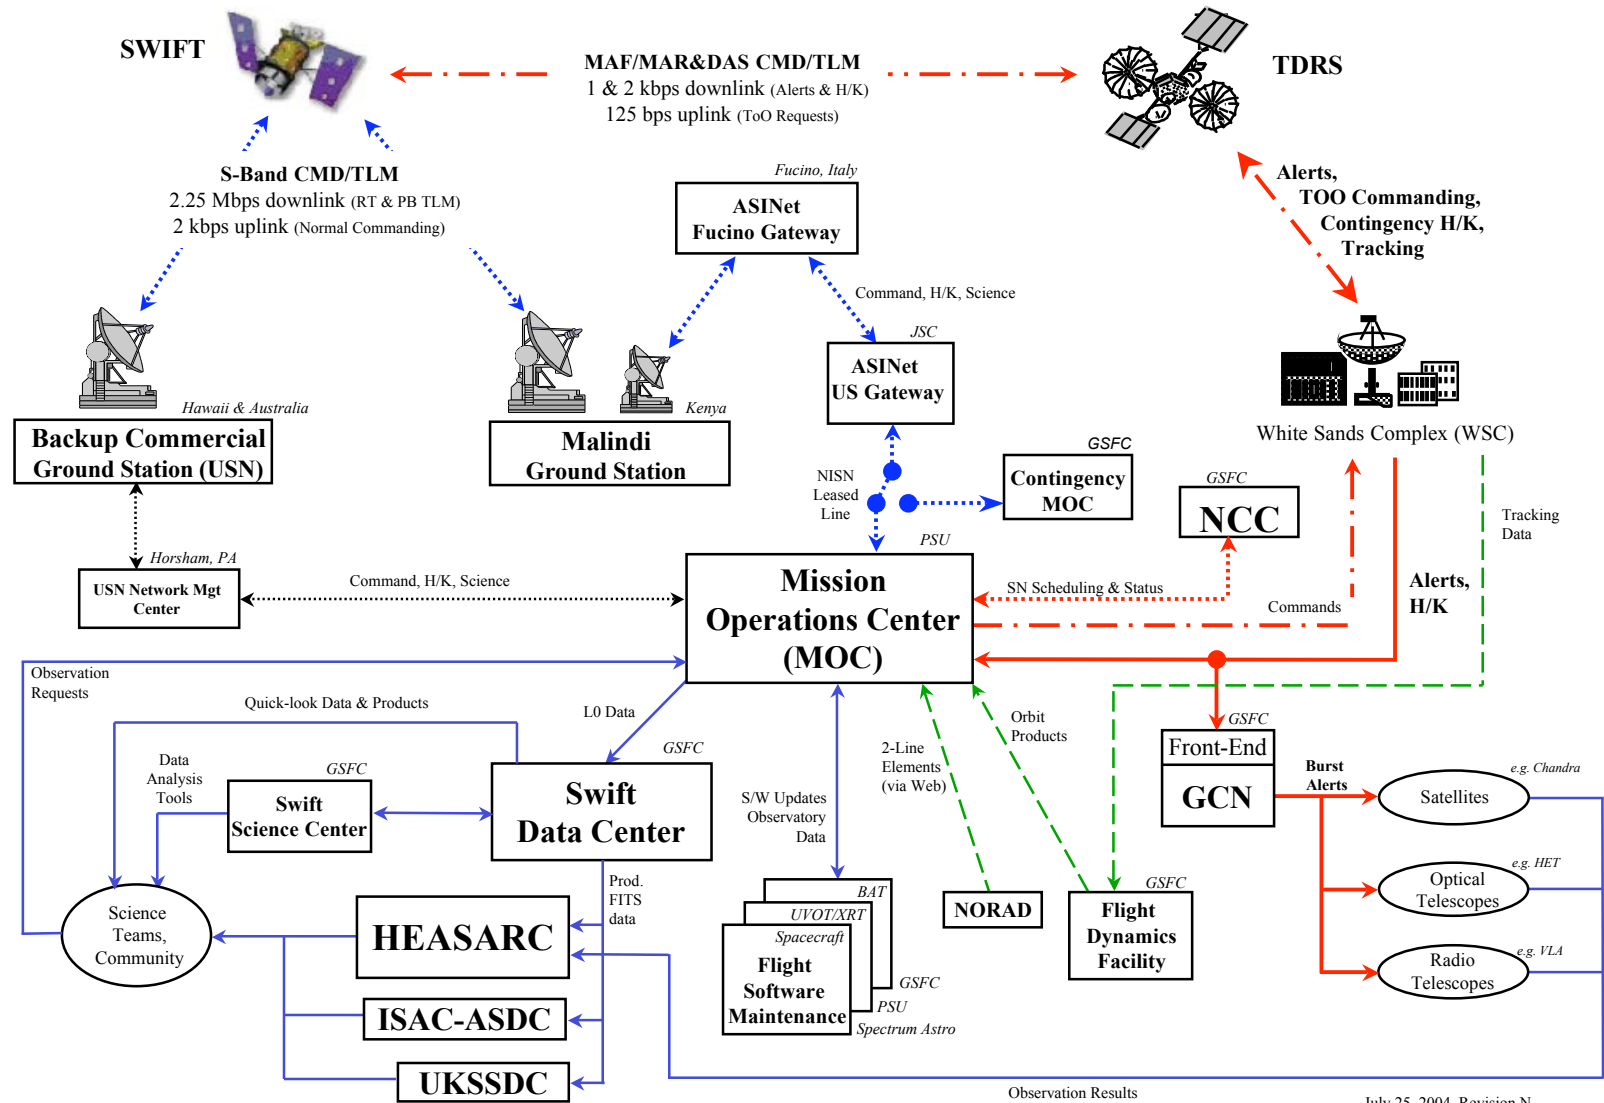 SWIFT
MAF/MAR&DAS CMD/TLM
1 & 2 kbps downlink (Alerts & H/K)
125 bps uplink (ToO Requests)
TDRS
S-Band CMD/TLM
2.25 Mbps downlink (RT & PB TLM)
2 kbps uplink (Normal Commanding)
Fucino, Italy
ASINet
Fucino Gateway
Alerts,
TOO Commanding,
Contingency H/K,
Tracking
Command, H/K, Science
JSC
ASINet
US Gateway
Hawaii & Australia
Backup Commercial
Ground Station (USN)
Kenya
Malindi
Ground Station
White Sands Complex (WSC)
NISN
Leased
Line
GSFC
Contingency
MOC
GSFC
NCC
Tracking
Data
Horsham, PA
USN Network Mgt
Center
Command, H/K, Science
PSU
Mission
Operations Center
(MOC)
SN Scheduling & Status
Commands
Alerts,
H/K
Observation
Requests
Quick-look Data & Products
L0 Data
Data
Analysis
Tools
GSFC
Swift
Science Center
GSFC
Swift
Data Center
S/W Updates
Observatory
Data
2-Line
Elements
(via Web)
Orbit
Products
GSFC
Front-End
GCN
Burst
Alerts
e.g. Chandra
Satellites
e.g. HET
Optical
Telescopes
e.g. VLA
Radio
Telescopes
Science
Teams,
Community
Prod.
FITS
data
HEASARC
ISAC-ASDC
UKSSDC
BAT
UVOT/XRT
Spacecraft
Flight
Software
Maintenance
GSFC
PSU
Spectrum Astro
NORAD
GSFC
Flight
Dynamics
Facility
Observation Results
July 25, 2004 Revision N